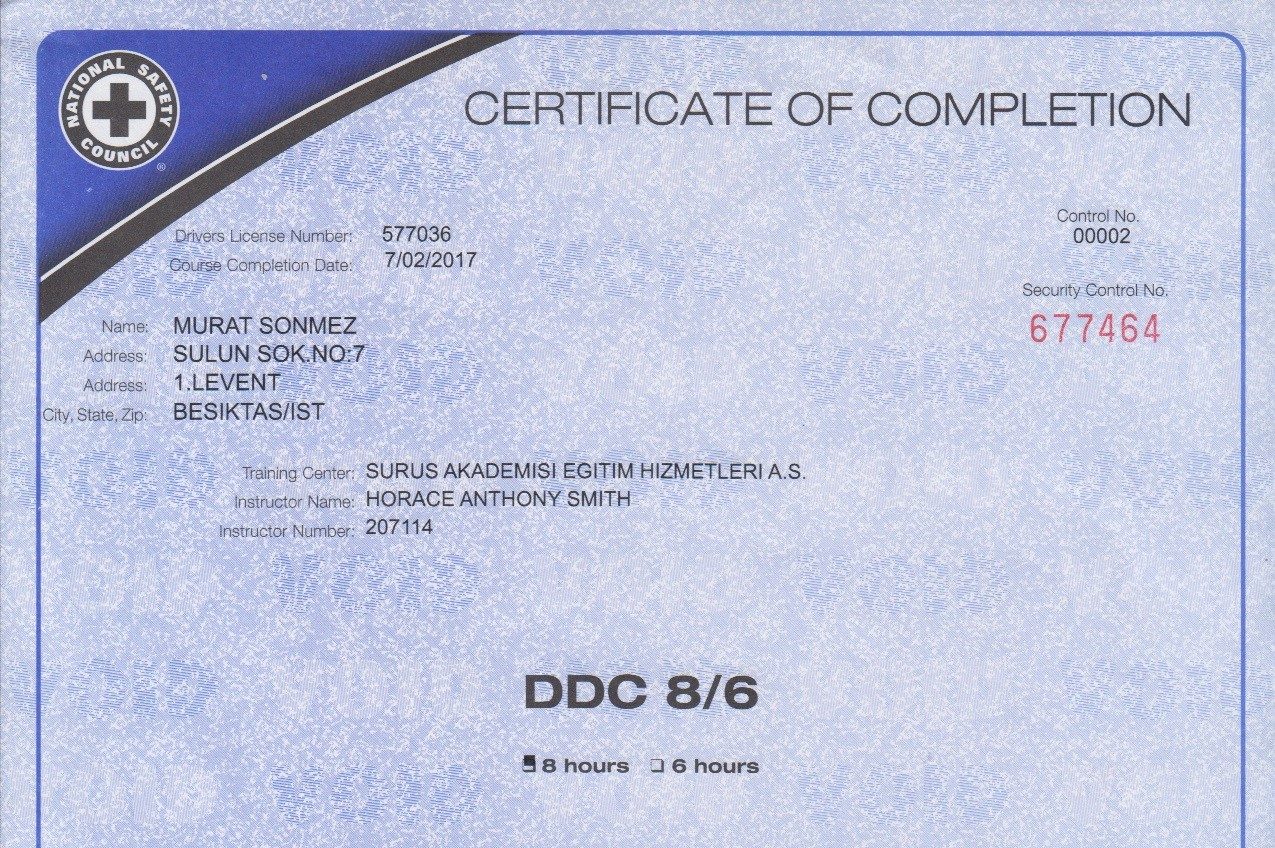 NATIONAL SAFETY COUNCIL ®
CERTIFICATE OF COMPLETION
Drivers License Number: 577036
Course Completion Date: 7/02/2017
Control No.
00002
Security Control No.
677464
Name: MURAT SONMEZ
Address: SULUN SOK.NO:7
Address: 1.LEVENT
City, State, Zip: BESIKTAS/IST
Training Center: SURUS AKADEMISI EGITIM HIZMETLERI A.S.
Instructor Name: HORACE ANTHONY SMITH
Instructor Number: 207114
VOID VOID
DDC 8/6
8 hours 6 hours